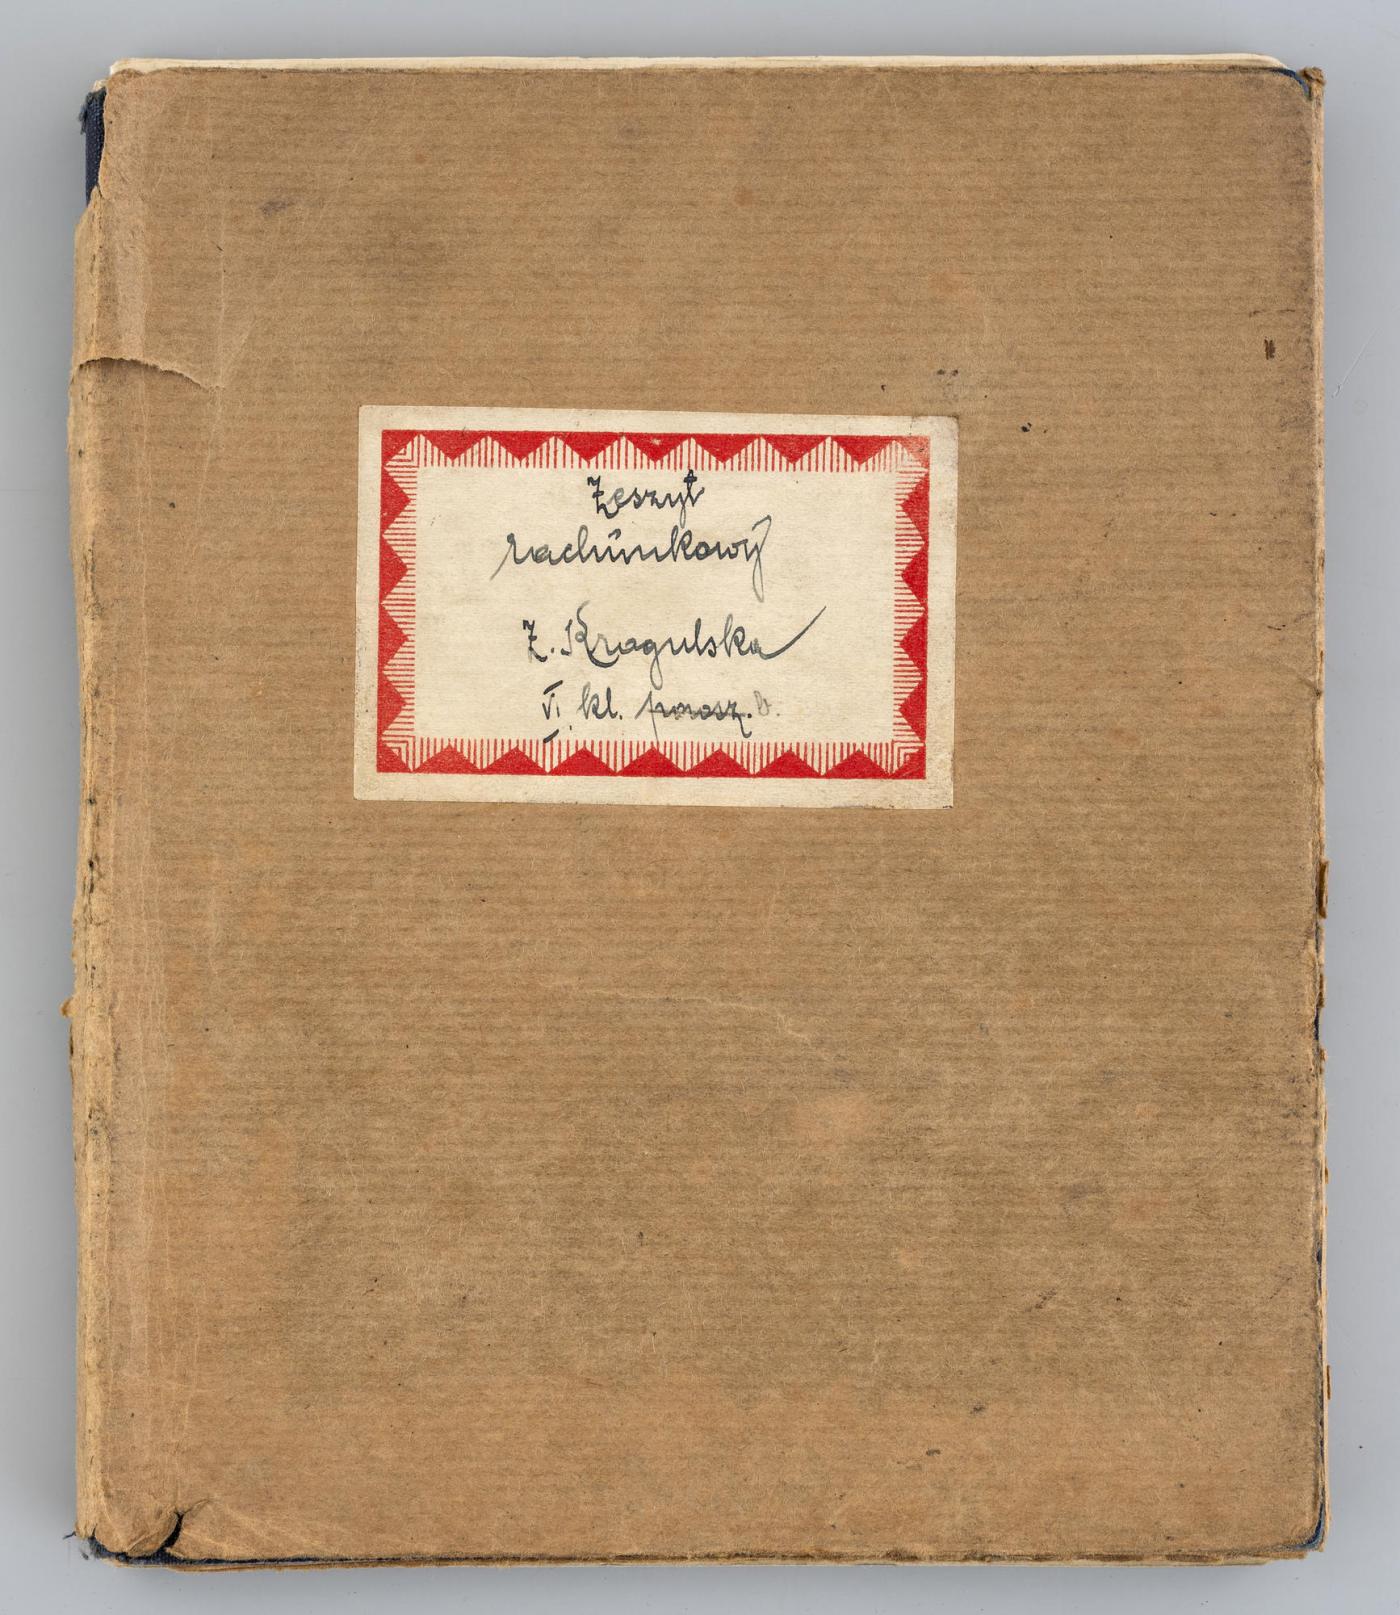 Zeszyt
rachunkowy
Z. Kragulska
VI kl. powsz. b.